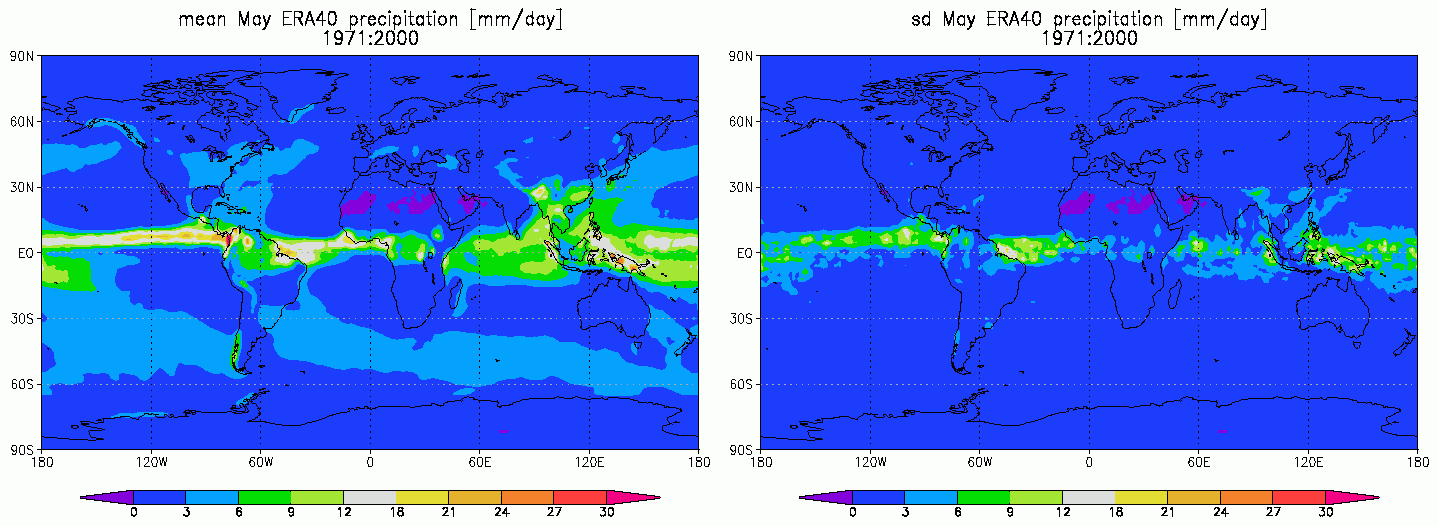 mean May ERA40 precipitation [mm/day]
1971:2000
90N
60N
30N
EQ
30S
60S
90S
180 120W 60W 0 60E 120E 180
0 3 6 9 12 18 21 24 27 30
sd May ERA40 precipitation [mm/day]
1971:2000
90N
60N
30N
EQ
30S
60S
90S
180 120W 60W 0 60E 120E 180
0 3 6 9 12 18 21 24 27 30